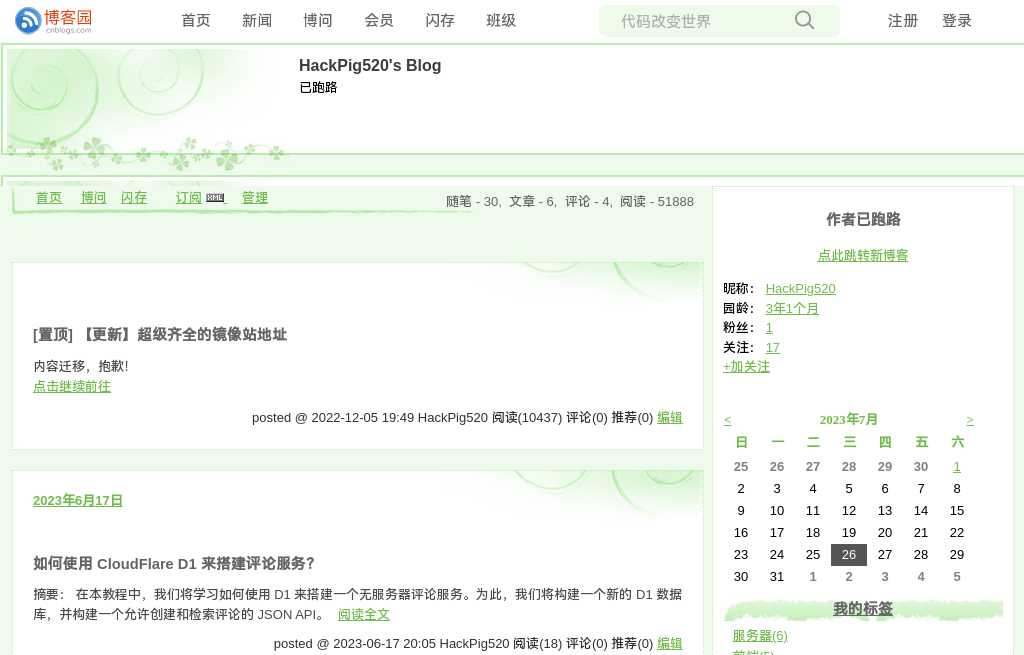 博客园 cnblogs.com 首页 新闻 博问 会员 闪存 班级 代码改变世界 注册 登录
HackPig520's Blog
已跑路
首页 博问 闪存 订阅 XML 管理
随笔 - 30, 文章 - 6, 评论 - 4, 阅读 - 51888
[置顶] 【更新】超级齐全的镜像站地址
内容迁移，抱歉！
点击继续前往
posted @ 2022-12-05 19:49 HackPig520 阅读(10437) 评论(0) 推荐(0) 编辑
2023年6月17日
如何使用 CloudFlare D1 来搭建评论服务？
摘要： 在本教程中，我们将学习如何使用 D1 来搭建一个无服务器评论服务。为此，我们将构建一个新的 D1 数据
库，并构建一个允许创建和检索评论的 JSON API。 阅读全文
posted @ 2023-06-17 20:05 HackPig520 阅读(18) 评论(0) 推荐(0) 编辑
作者已跑路
点此跳转新博客
昵称： HackPig520
园龄： 3年1个月
粉丝： 1
关注： 17
+加关注
< 2023年7月 >
日 一 二 三 四 五 六
25 26 27 28 29 30 1
2 3 4 5 6 7 8
9 10 11 12 13 14 15
16 17 18 19 20 21 22
23 24 25 26 27 28 29
30 31 1 2 3 4 5
我的标签
服务器(6)
前端(5)